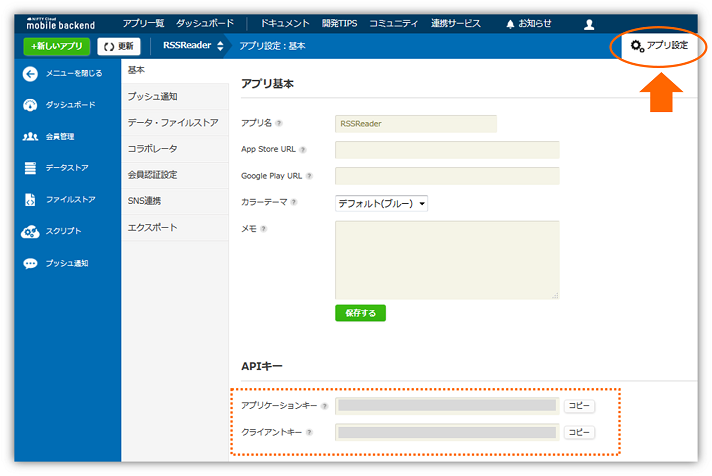 NIFTY Cloud
mobile backend アプリ一覧 ダッシュボード ドキュメント 開発TIPS コミュニティ 連携サービス お知らせ
+新しいアプリ 更新 RSSReader アプリ設定 : 基本 アプリ設定
メニューを閉じる
ダッシュボード
会員管理
データストア
ファイルストア
スクリプト
プッシュ通知
基本
プッシュ通知
データ・ファイルストア
コラボレータ
会員認証設定
SNS連携
エクスポート
アプリ基本
アプリ名 ? RSSReader
App Store URL ?
Google Play URL ?
カラーテーマ ? デフォルト(ブルー)
メモ ?
保存する
APIキー
アプリケーションキー ? コピー
クライアントキー ? コピー